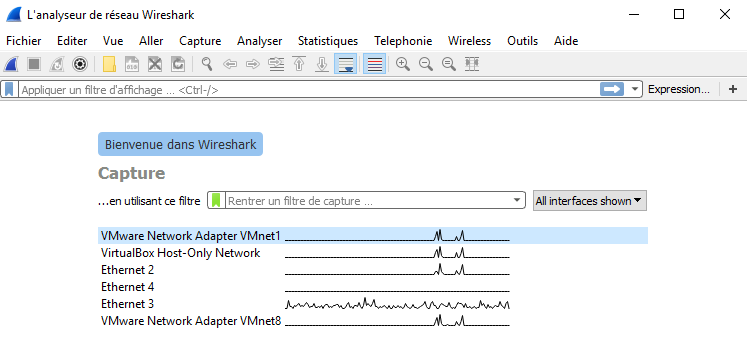 L'analyseur de réseau Wireshark
Fichier Editer Vue Aller Capture Analyser Statistiques Telephonie Wireless Outils Aide
Appliquer un filtre d'affichage ... <Ctrl-/> Expression... +
Bienvenue dans Wireshark
Capture
...en utilisant ce filtre Rentrer un filtre de capture ... All interfaces shown
VMware Network Adapter VMnet1
VirtualBox Host-Only Network
Ethernet 2
Ethernet 4
Ethernet 3
VMware Network Adapter VMnet8